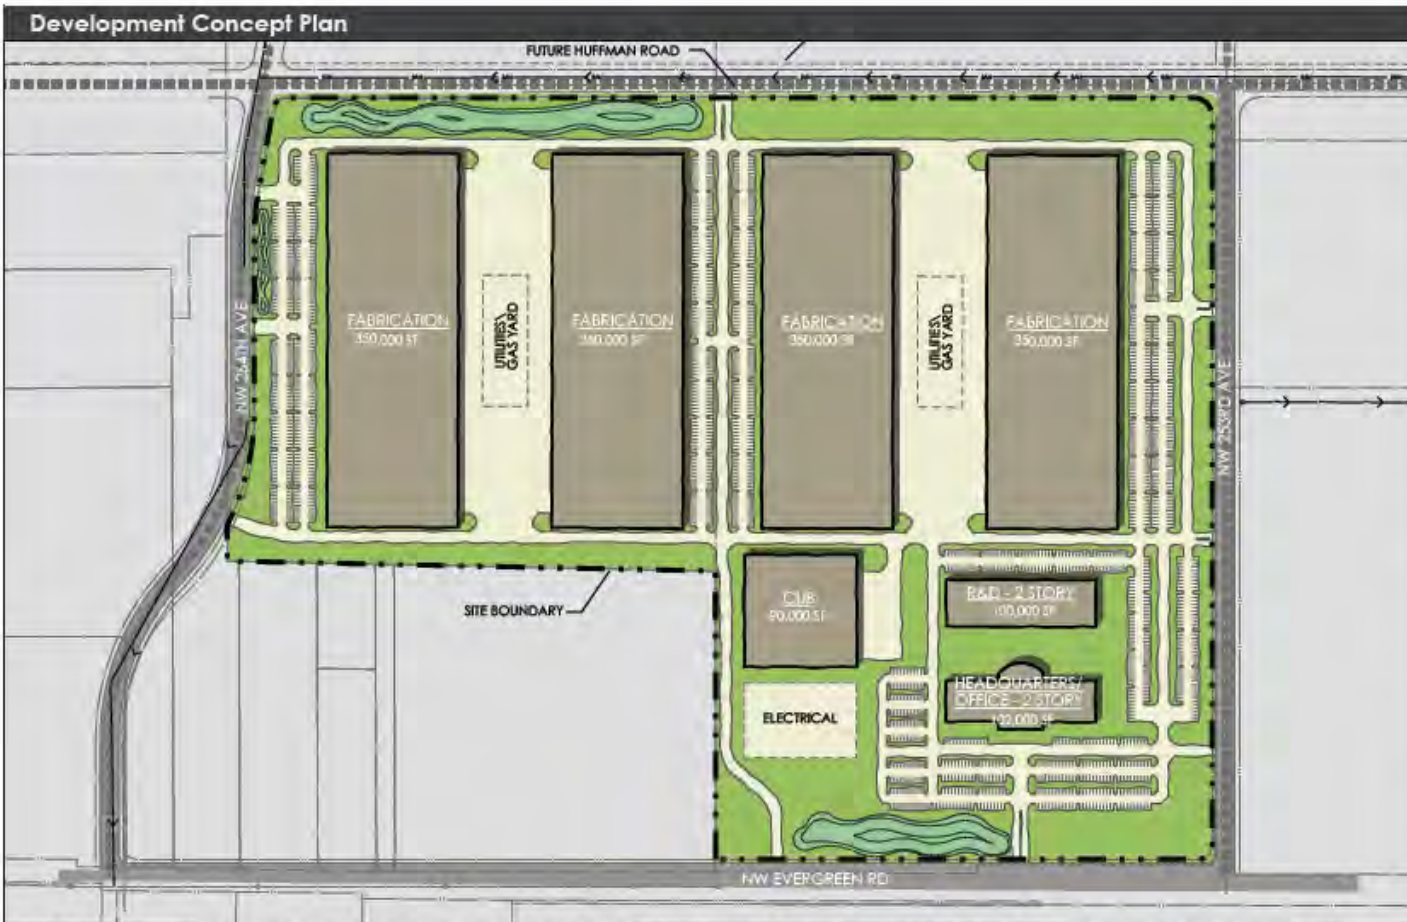 Development Concept Plan
FUTURE HUFFMAN ROAD
NW 264TH AVE
FABRICATION
350,000 SF
UTILITIES\
GAS YARD
FABRICATION
350,000 SF
FABRICATION
350,000 SF
UTILITIES\
GAS YARD
FABRICATION
350,000 SF
NW 253RD AVE
SITE BOUNDARY
CUB
90,000 SF
R&D - 2 STORY
100,000 SF
HEADQUARTERS/
OFFICE - 2 STORY
SF
ELECTRICAL
NW EVERGREEN RD